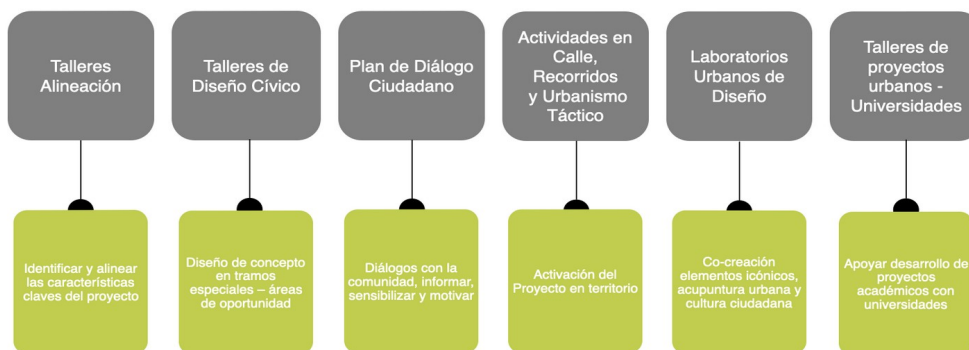 Talleres
Alineación
Talleres de
Diseño Cívico
Plan de Diálogo
Ciudadano
Actividades en
Calle,
Recorridos
y Urbanismo
Táctico
Laboratorios
Urbanos de
Diseño
Talleres de
proyectos
urbanos -
Universidades
Identificar y alinear
las características
claves del proyecto
Diseño de concepto
en tramos
especiales – áreas
de oportunidad
Diálogos con la
comunidad, informar,
sensibilizar y motivar
Activación del
Proyecto en territorio
Co-creación
elementos icónicos,
acupuntura urbana y
cultura ciudadana
Apoyar desarrollo de
proyectos
académicos con
universidades